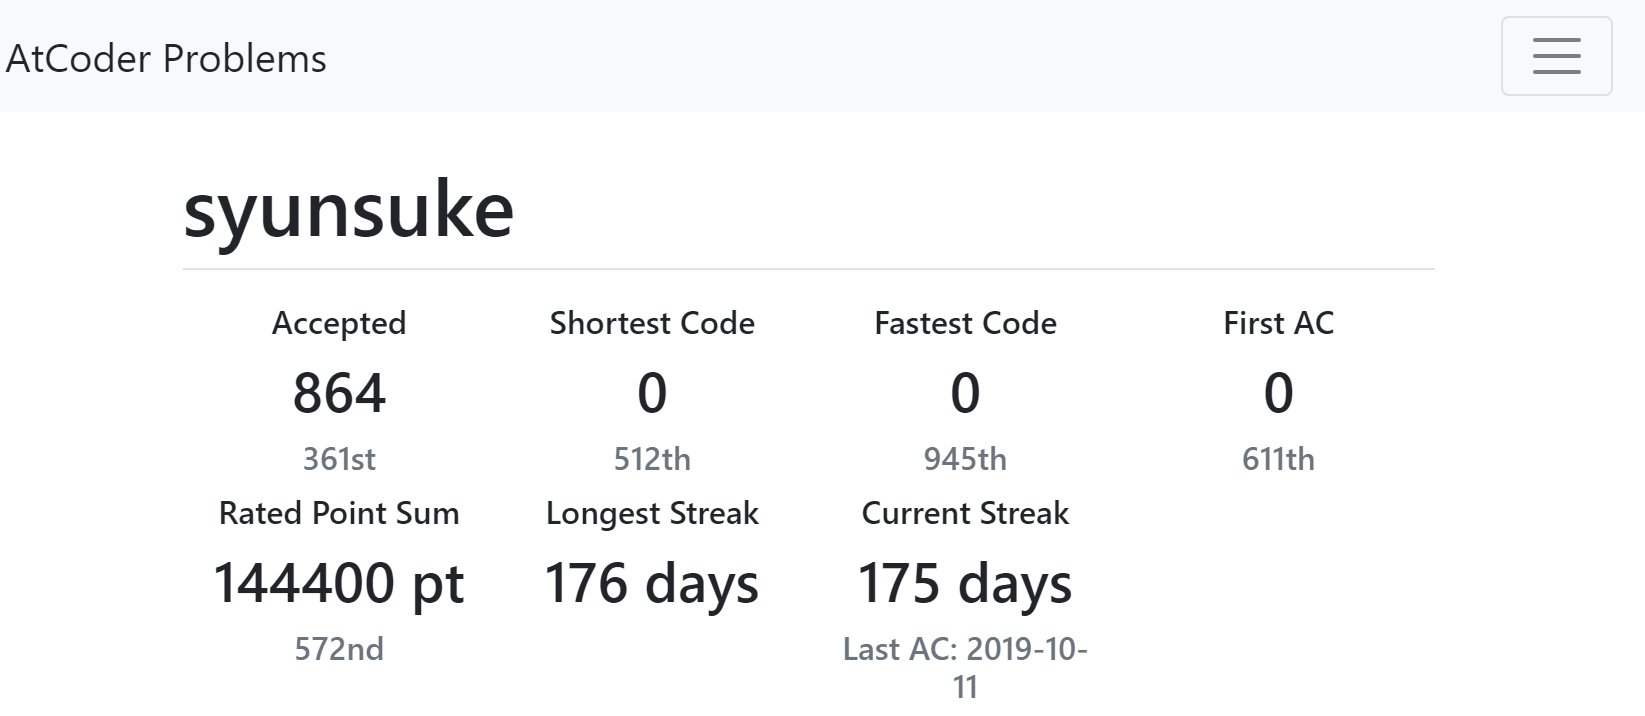 AtCoder Problems
syunsuke
Accepted
Shortest Code
Fastest Code
First AC
864
0
0
0
361st
512th
945th
611th
Rated Point Sum
Longest Streak
Current Streak
144400 pt
176 days
175 days
572nd
Last AC: 2019-10-
11